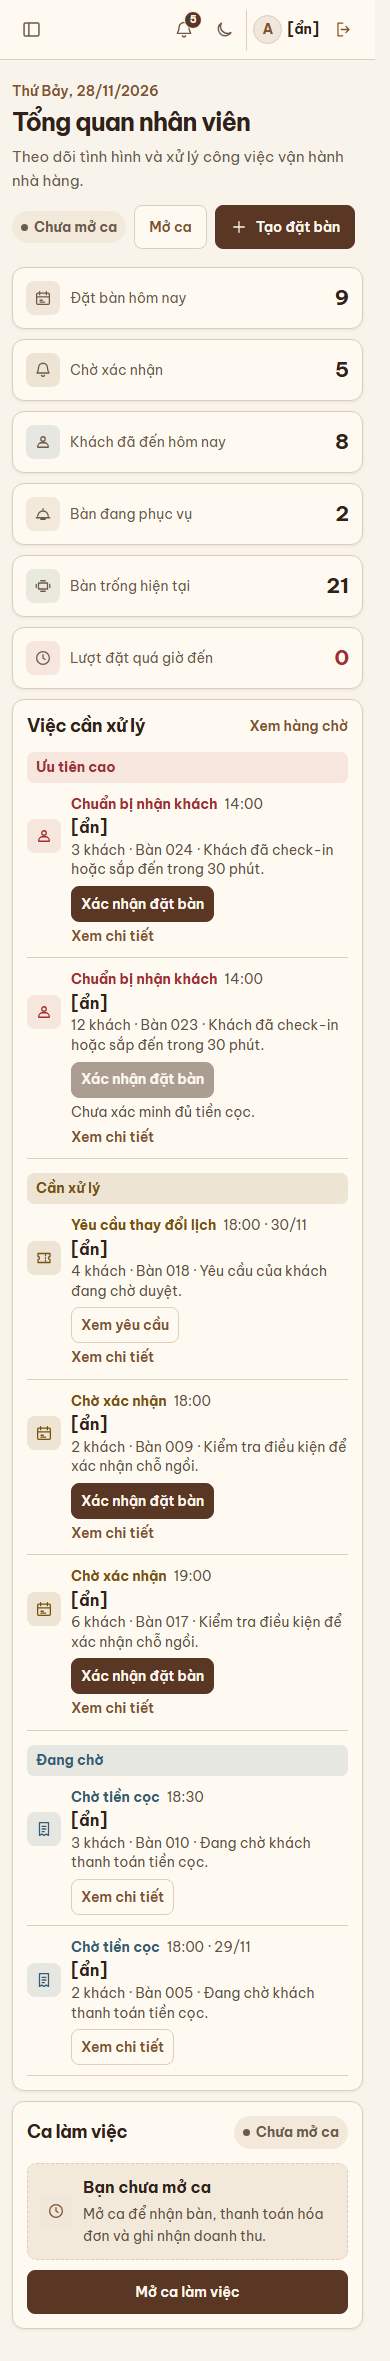 5
A [ẩn]
Thứ Bảy, 28/11/2026
Tổng quan nhân viên
Theo dõi tình hình và xử lý công việc vận hành
nhà hàng.
Chưa mở ca
Mở ca
Tạo đặt bàn
Đặt bàn hôm nay 9
Chờ xác nhận 5
Khách đã đến hôm nay 8
Bàn đang phục vụ 2
Bàn trống hiện tại 21
Lượt đặt quá giờ đến 0
Việc cần xử lý Xem hàng chờ
Ưu tiên cao
Chuẩn bị nhận khách 14:00
[ẩn]
3 khách · Bàn 024 · Khách đã check-in
hoặc sắp đến trong 30 phút.
Xác nhận đặt bàn
Xem chi tiết
Chuẩn bị nhận khách 14:00
[ẩn]
12 khách · Bàn 023 · Khách đã check-in
hoặc sắp đến trong 30 phút.
Xác nhận đặt bàn
Chưa xác minh đủ tiền cọc.
Xem chi tiết
Cần xử lý
Yêu cầu thay đổi lịch 18:00 · 30/11
[ẩn]
4 khách · Bàn 018 · Yêu cầu của khách
đang chờ duyệt.
Xem yêu cầu
Xem chi tiết
Chờ xác nhận 18:00
[ẩn]
2 khách · Bàn 009 · Kiểm tra điều kiện để
xác nhận chỗ ngồi.
Xác nhận đặt bàn
Xem chi tiết
Chờ xác nhận 19:00
[ẩn]
6 khách · Bàn 017 · Kiểm tra điều kiện để
xác nhận chỗ ngồi.
Xác nhận đặt bàn
Xem chi tiết
Đang chờ
Chờ tiền cọc 18:30
[ẩn]
3 khách · Bàn 010 · Đang chờ khách
thanh toán tiền cọc.
Xem chi tiết
Chờ tiền cọc 18:00 · 29/11
[ẩn]
2 khách · Bàn 005 · Đang chờ khách
thanh toán tiền cọc.
Xem chi tiết
Ca làm việc Chưa mở ca
Bạn chưa mở ca
Mở ca để nhận bàn, thanh toán hóa
đơn và ghi nhận doanh thu.
Mở ca làm việc